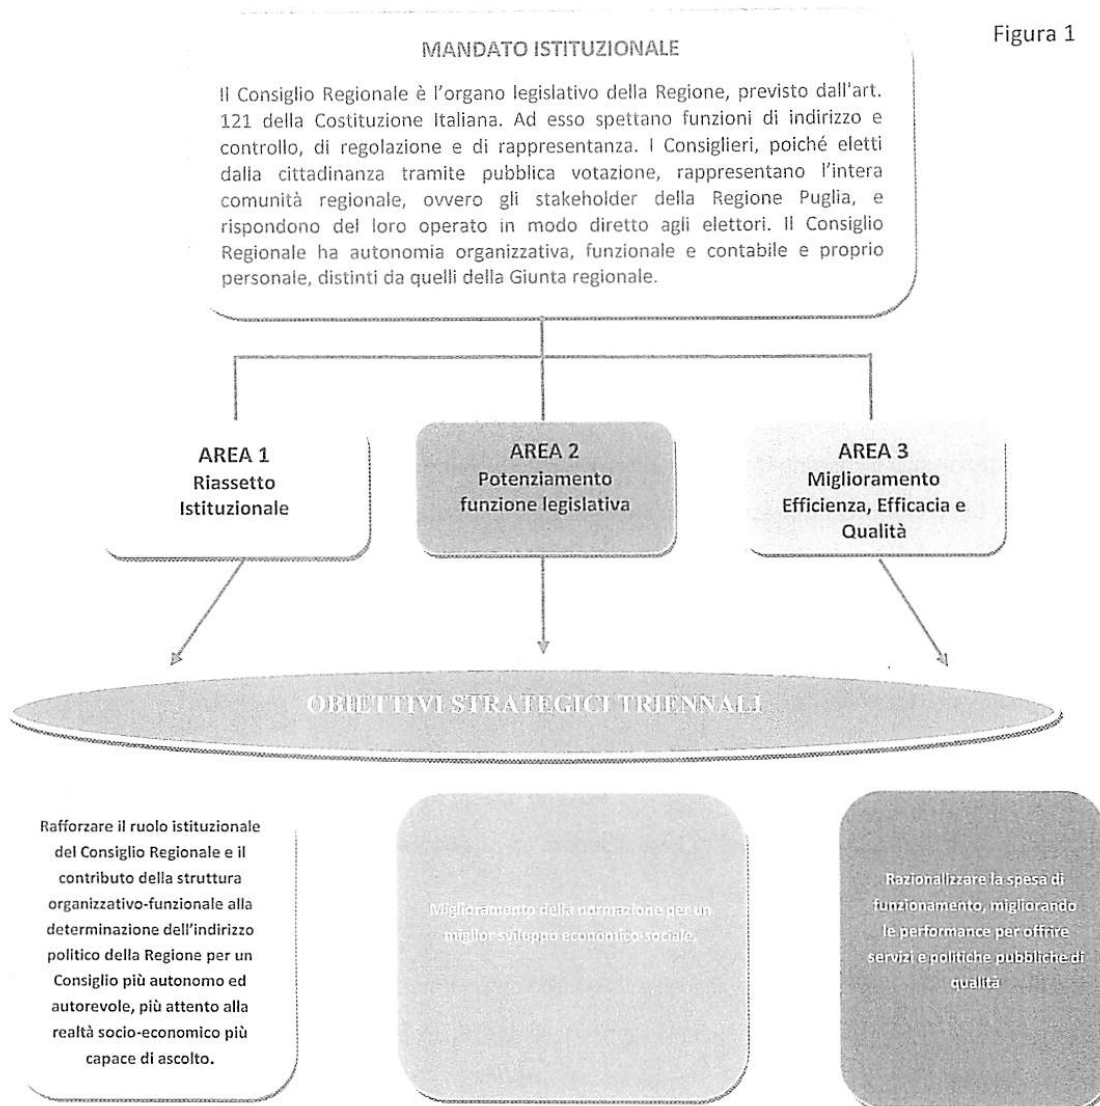 Figura 1
MANDATO ISTITUZIONALE
Il Consiglio Regionale è l'organo legislativo della Regione, previsto dall'art.
121 della Costituzione Italiana. Ad esso spettano funzioni di indirizzo e
controllo, di regolazione e di rappresentanza. I Consiglieri, poiché eletti
dalla cittadinanza tramite pubblica votazione, rappresentano l'intera
comunità regionale, ovvero gli stakeholder della Regione Puglia, e
rispondono del loro operato in modo diretto agli elettori. Il Consiglio
Regionale ha autonomia organizzativa, funzionale e contabile e proprio
personale, distinti da quelli della Giunta regionale.
AREA 1
Riassetto
Istituzionale
AREA 2
Potenziamento
funzione legislativa
AREA 3
Miglioramento
Efficienza, Efficacia e
Qualità
OBIETTIVI STRATEGICI TRIENNALI
Rafforzare il ruolo istituzionale
del Consiglio Regionale e il
contributo della struttura
organizzativo-funzionale alla
determinazione dell'indirizzo
politico della Regione per un
Consiglio più autonomo ed
autorevole, più attento alla
realtà socio-economico più
capace di ascolto.
Miglioramento della normazione per un
miglior sviluppo economico-sociale.
Razionalizzare la spesa di
funzionamento, migliorando
le performance per offrire
servizi e politiche pubbliche di
qualità